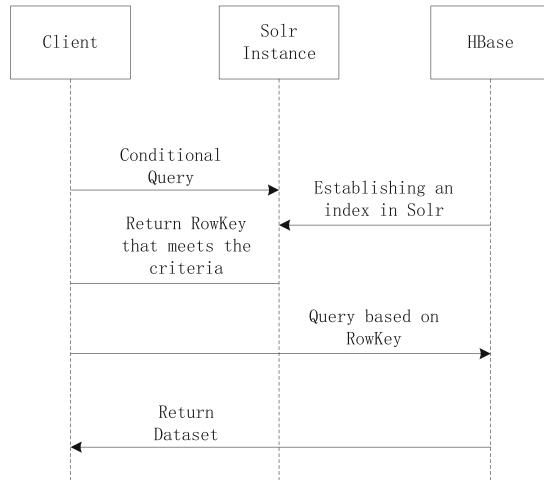 Client
Solr
Instance
HBase
Conditional
Query
Establishing an
index in Solr
Return RowKey
that meets the
criteria
Query based on
RowKey
Return
Dataset